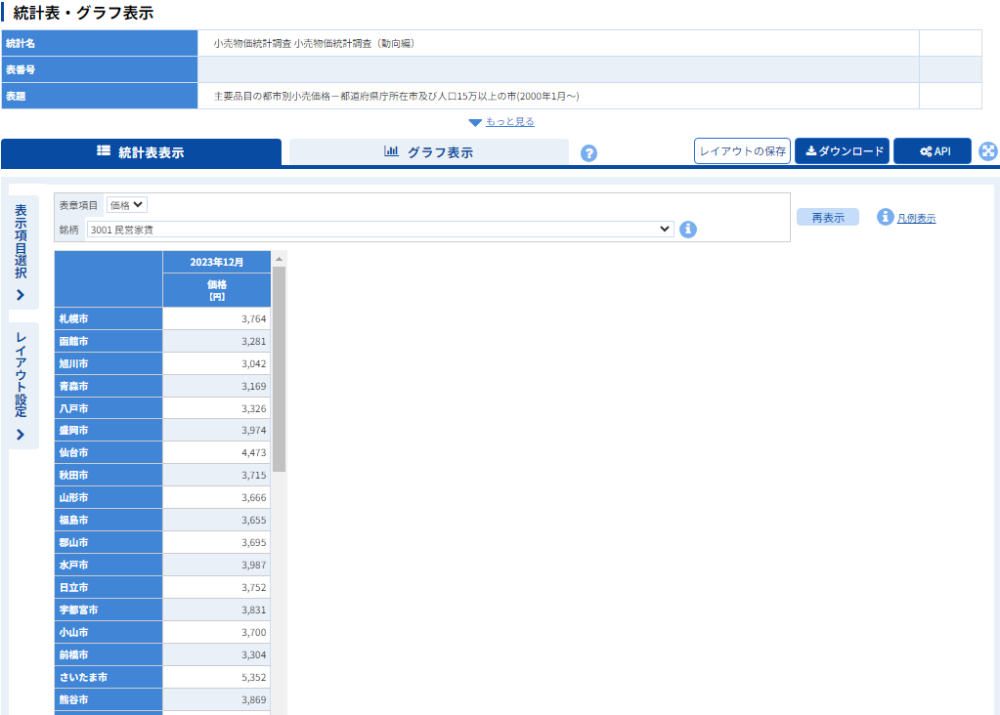 統計表・グラフ表示
統計名 小売物価統計調査 小売物価統計調査（動向編）
表番号
表題 主要品目の都市別小売価格－都道府県庁所在市及び人口15万以上の市(2000年1月～)
もっと見る
統計表表示 グラフ表示 ? レイアウトの保存 ダウンロード API
表示項目選択
レイアウト設定
表章項目 価格
銘柄 3001 民営家賃
再表示 凡例表示
2023年12月
価格
【円】
札幌市 3,764
函館市 3,281
旭川市 3,042
青森市 3,169
八戸市 3,326
盛岡市 3,974
仙台市 4,473
秋田市 3,715
山形市 3,666
福島市 3,655
郡山市 3,695
水戸市 3,987
日立市 3,752
宇都宮市 3,831
小山市 3,700
前橋市 3,304
さいたま市 5,352
熊谷市 3,869